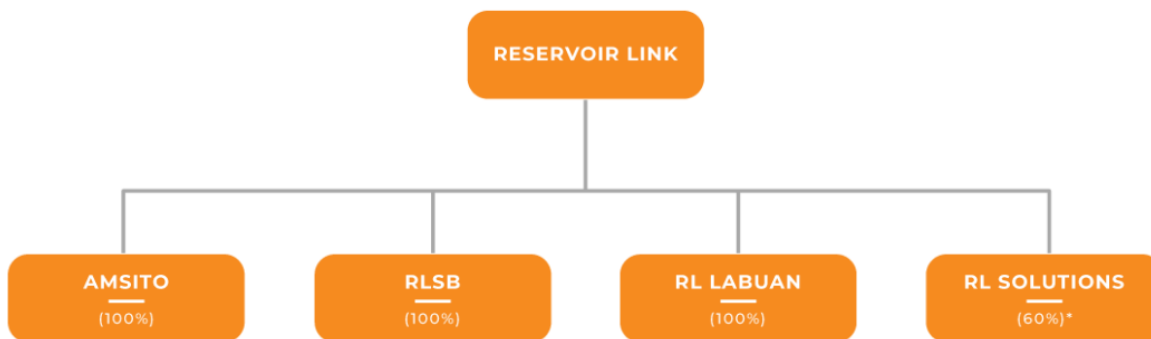 RESERVOIR LINK
AMSITO
(100%)
RLSB
(100%)
RL LABUAN
(100%)
RL SOLUTIONS
(60%)*